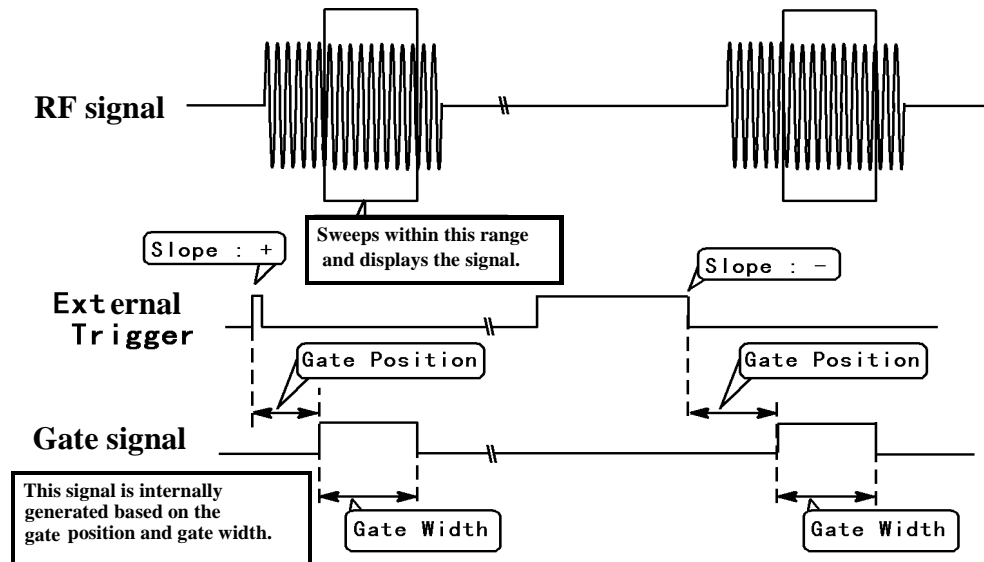 RF signal
Sweeps within this range
and displays the signal.
Slope : +
Slope : −
External
Trigger
Gate Position
Gate Position
Gate signal
This signal is internally
generated based on the
gate position and gate width.
Gate Width
Gate Width